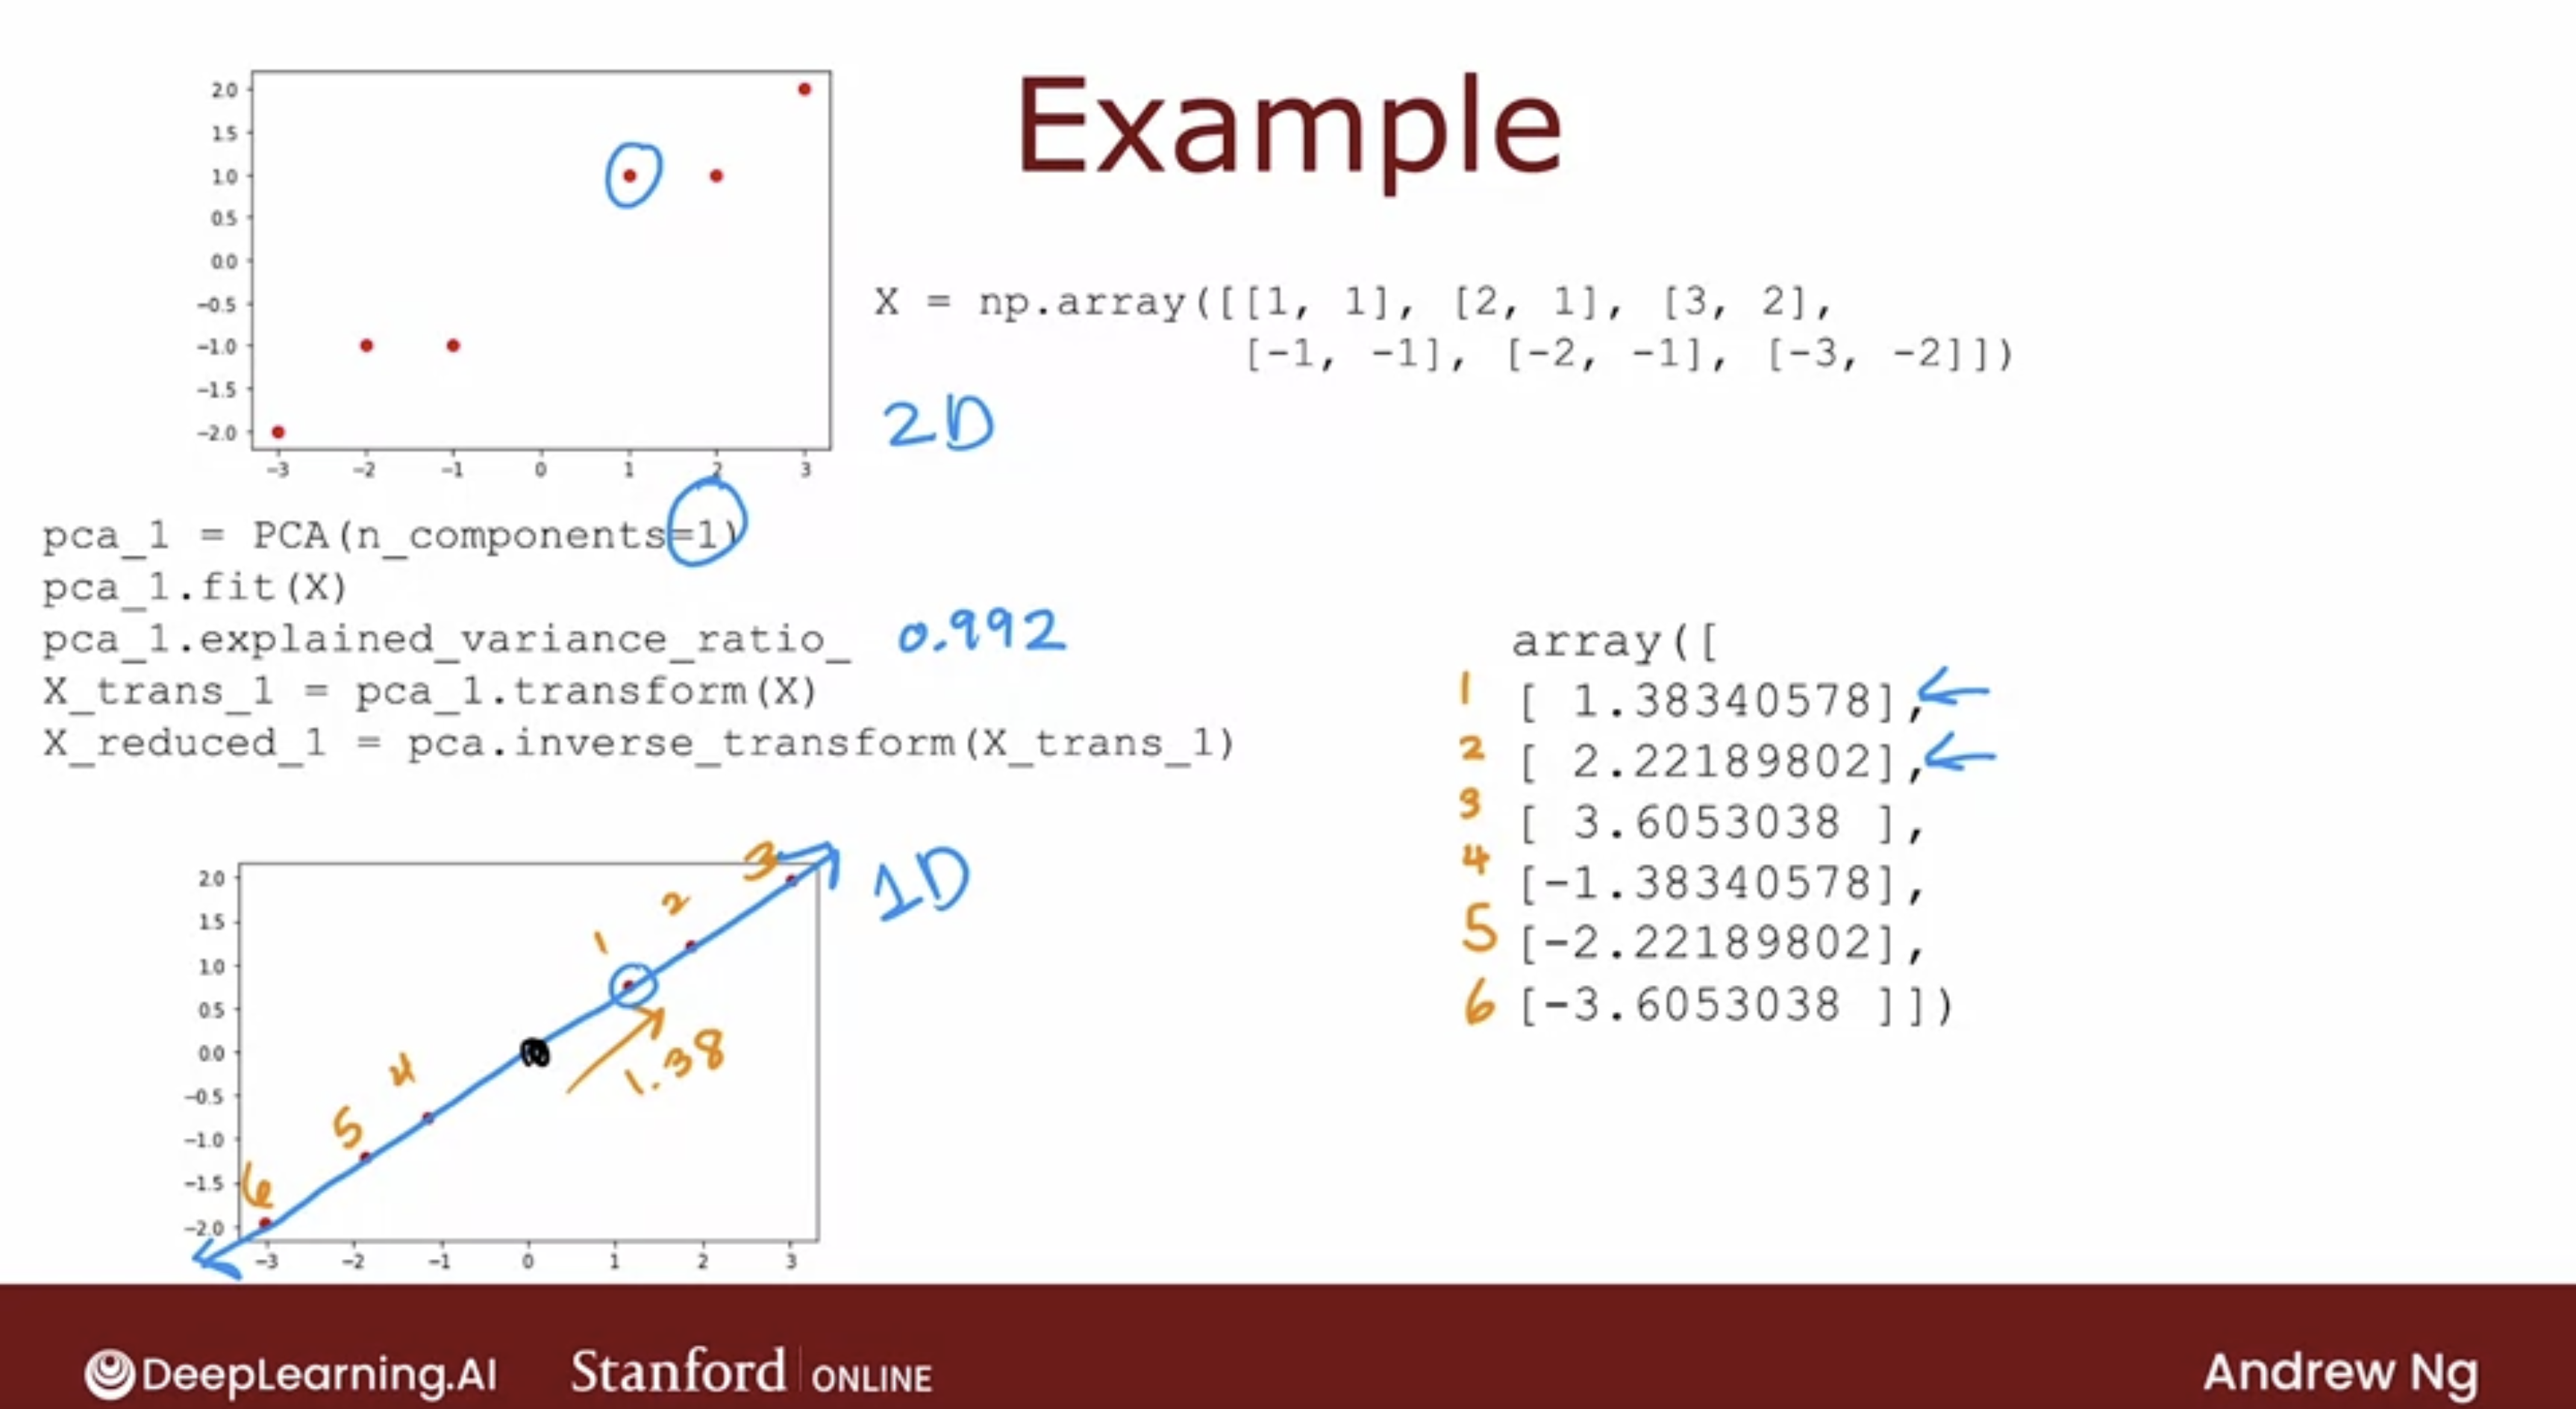 Example
2.0
1.5
1.0
0.5
0.0
−0.5
−1.0
−1.5
−2.0
−3 −2 −1 0 1 2 3
X = np.array([[1, 1], [2, 1], [3, 2],
[-1, -1], [-2, -1], [-3, -2]])
2D
pca_1 = PCA(n_components=1)
pca_1.fit(X)
pca_1.explained_variance_ratio_ 0.992
X_trans_1 = pca_1.transform(X)
X_reduced_1 = pca.inverse_transform(X_trans_1)
array([
1 [ 1.38340578],
2 [ 2.22189802],
3 [ 3.6053038 ],
4 [-1.38340578],
5 [-2.22189802],
6 [-3.6053038 ]])
2.0
1.5
1.0
0.5
0.0
−0.5
−1.0
−1.5
−2.0
−3 −2 −1 0 1 2 3
3
2
1
1D
1.38
4
5
6
DeepLearning.AI Stanford ONLINE Andrew Ng